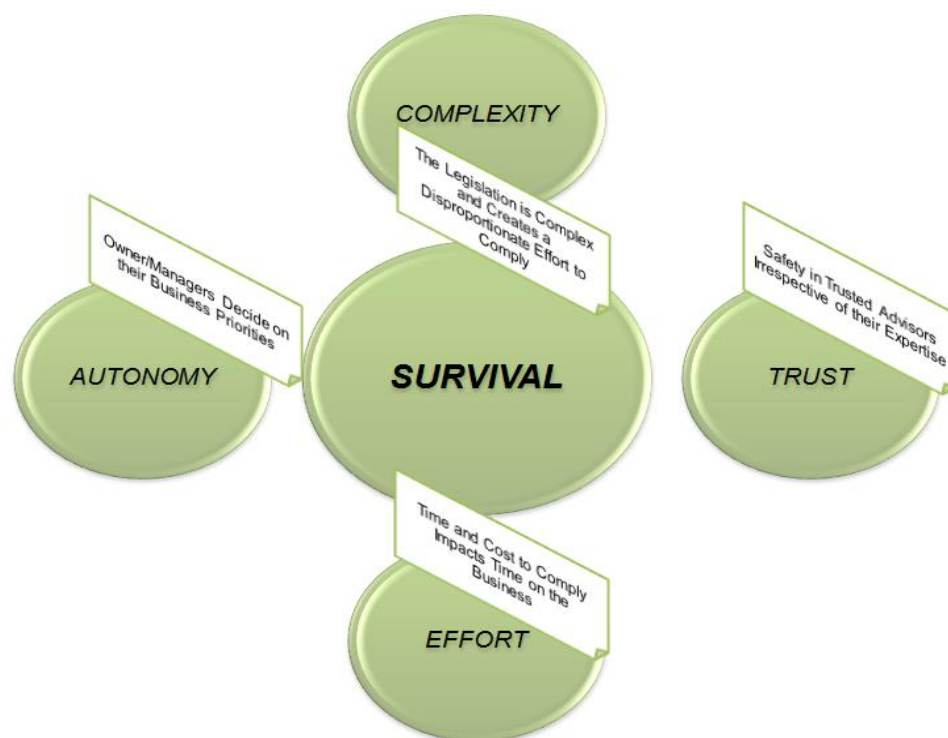 COMPLEXITY
The Legislation is Complex
and Creates a
Disproportionate Effort to
Comply
Owner/Managers Decide on
their Business Priorities
AUTONOMY
SURVIVAL
Safety in Trusted Advisors
Irrespective of their Expertise
TRUST
Time and Cost to Comply
Impacts Time on the
Business
EFFORT